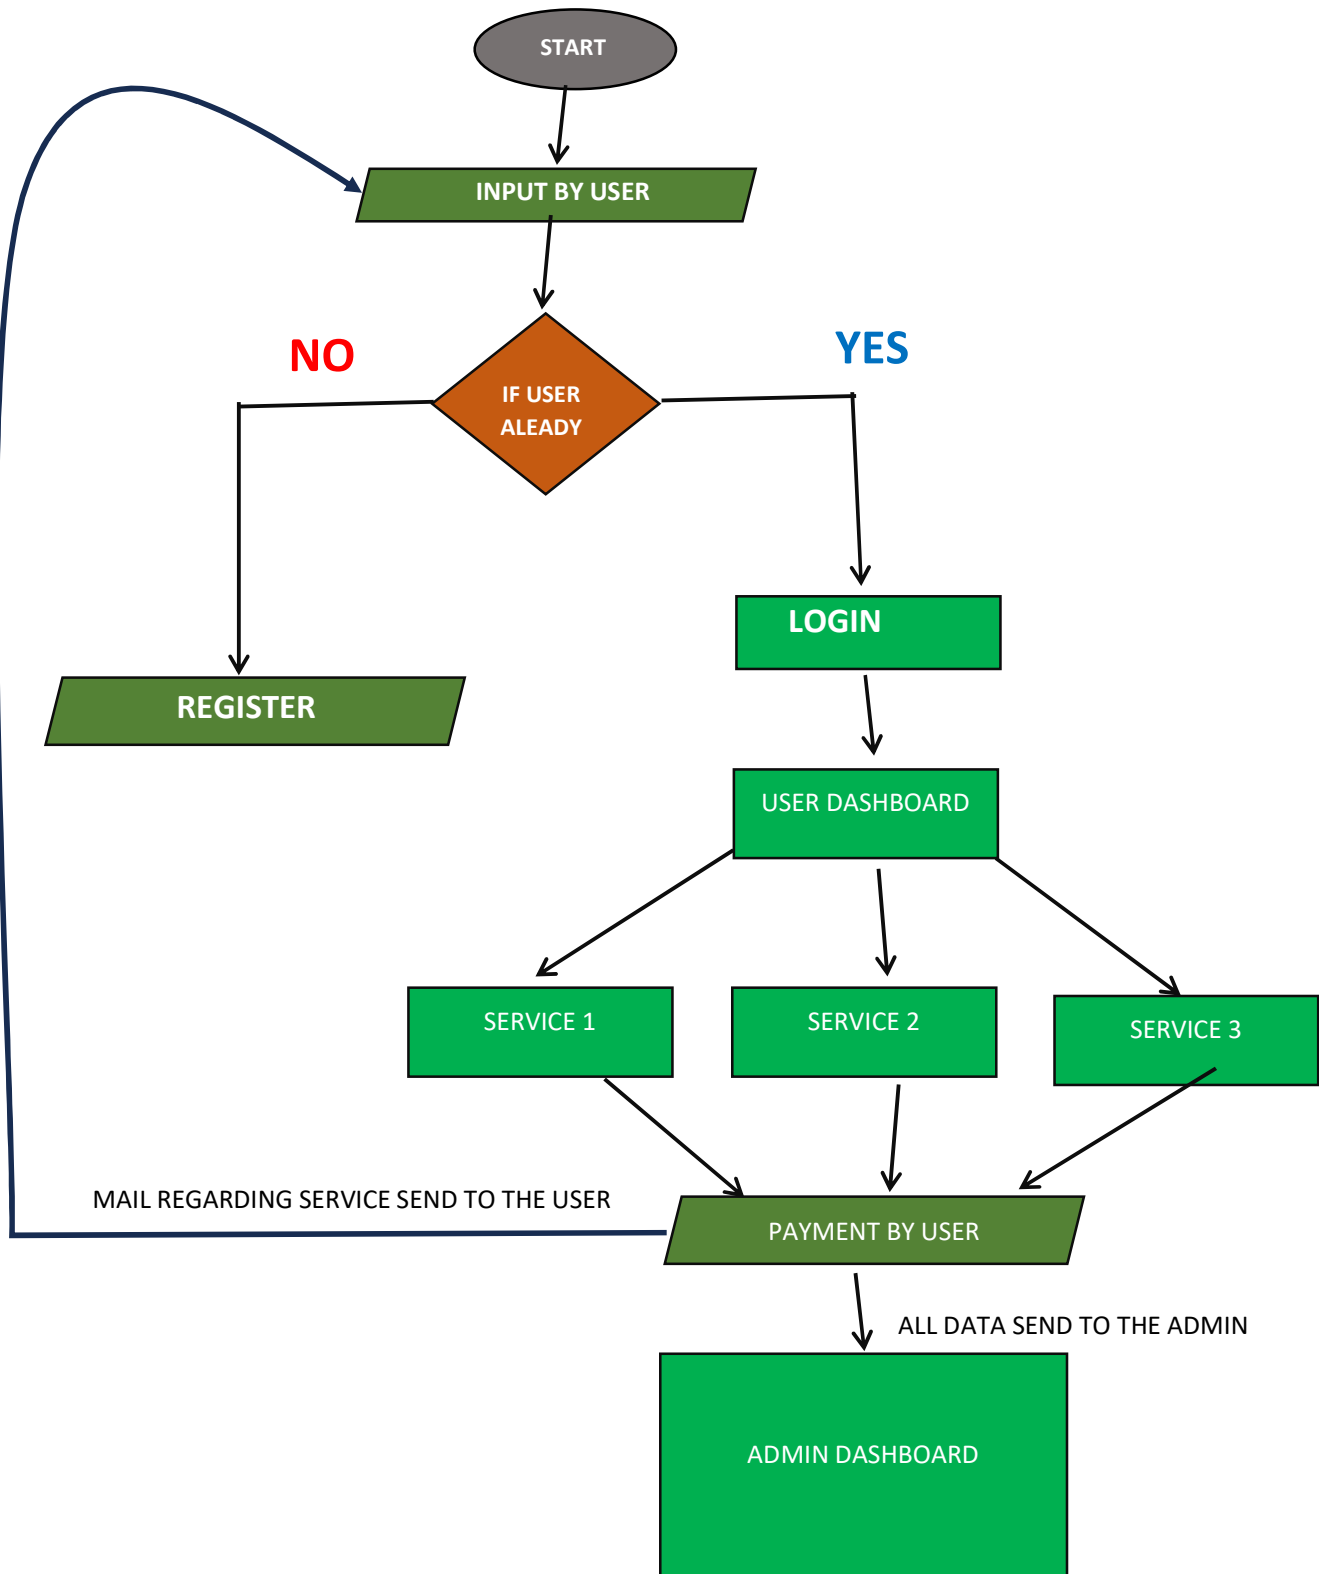 START
INPUT BY USER
NO
YES
IF USER
ALEADY
LOGIN
REGISTER
USER DASHBOARD
SERVICE 1
SERVICE 2
SERVICE 3
MAIL REGARDING SERVICE SEND TO THE USER
PAYMENT BY USER
ALL DATA SEND TO THE ADMIN
ADMIN DASHBOARD